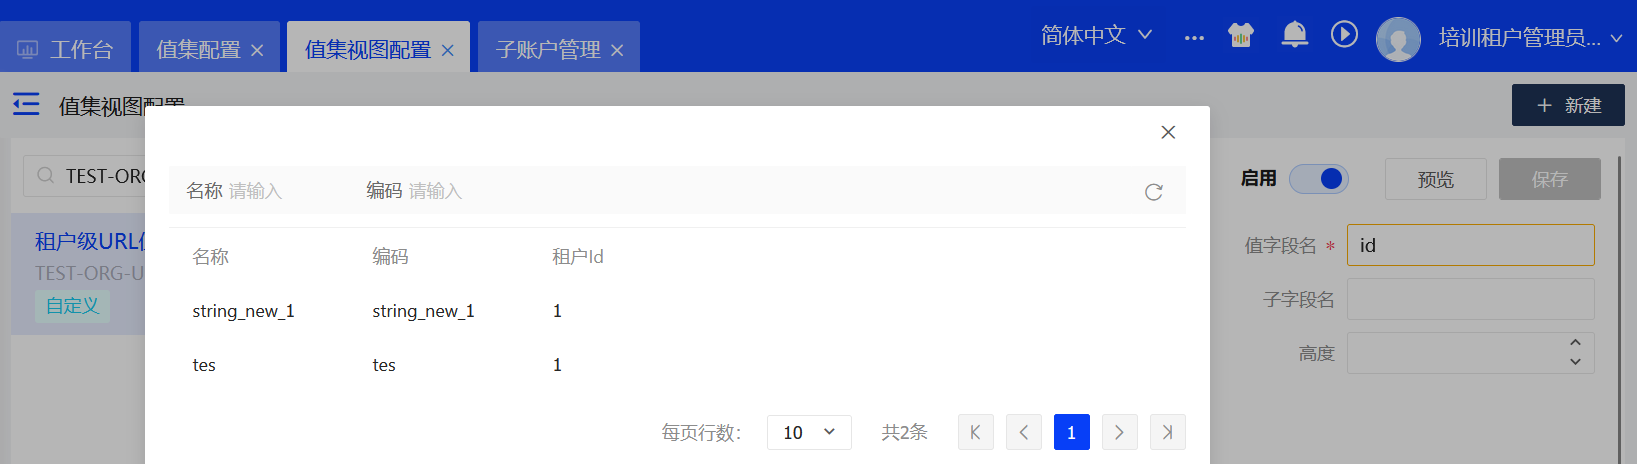 工作台 值集配置 值集视图配置 子账户管理 简体中文 ... 培训租户管理员...
值集视图配置 新建
TEST-ORG 启用 预览 保存
名称 请输入 编码 请输入
租户级URL
值字段名 * id
名称 编码 租户Id
TEST-ORG-U
子字段名
自定义
string_new_1 string_new_1 1
高度
tes tes 1
每页行数: 10 共2条 1